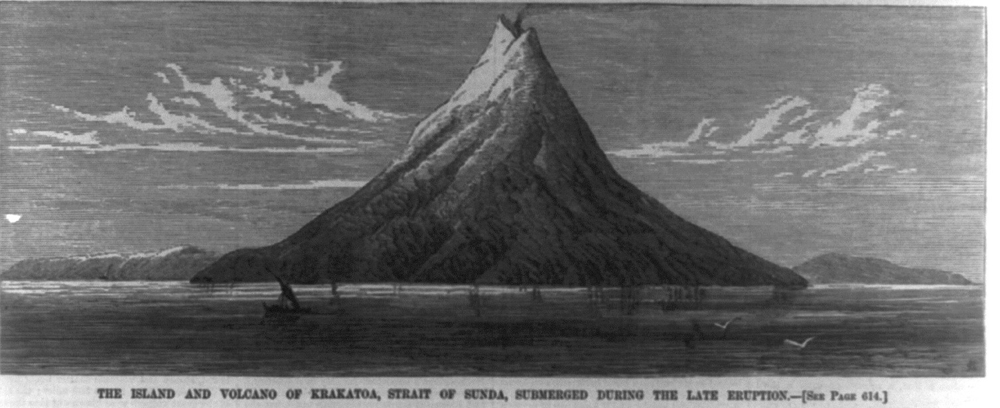 THE ISLAND AND VOLCANO OF KRAKATOA, STRAIT OF SUNDA, SUBMERGED DURING THE LATE ERUPTION.—[SEE PAGE 614.]